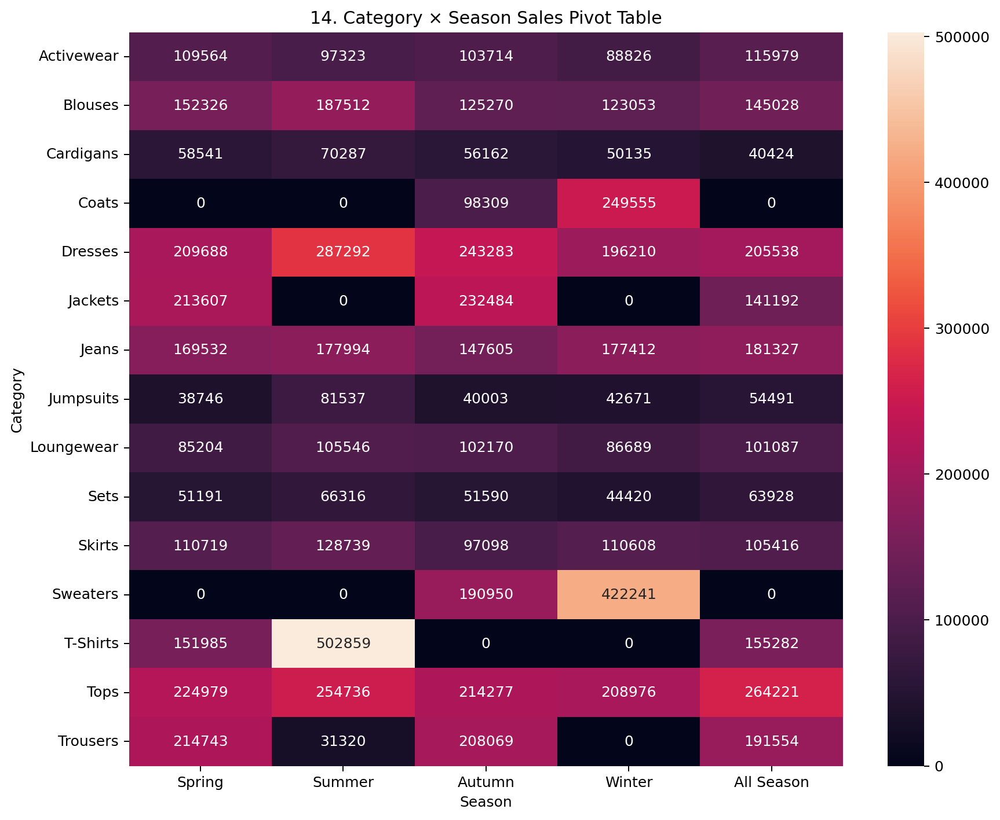 14. Category × Season Sales Pivot Table
Activewear 109564 97323 103714 88826 115979
Blouses 152326 187512 125270 123053 145028
Cardigans 58541 70287 56162 50135 40424
Coats 0 0 98309 249555 0
Dresses 209688 287292 243283 196210 205538
Jackets 213607 0 232484 0 141192
Jeans 169532 177994 147605 177412 181327
Jumpsuits 38746 81537 40003 42671 54491
Loungewear 85204 105546 102170 86689 101087
Sets 51191 66316 51590 44420 63928
Skirts 110719 128739 97098 110608 105416
Sweaters 0 0 190950 422241 0
T-Shirts 151985 502859 0 0 155282
Tops 224979 254736 214277 208976 264221
Trousers 214743 31320 208069 0 191554
Spring Summer Autumn Winter All Season
Season
Category
500000
400000
300000
200000
100000
0